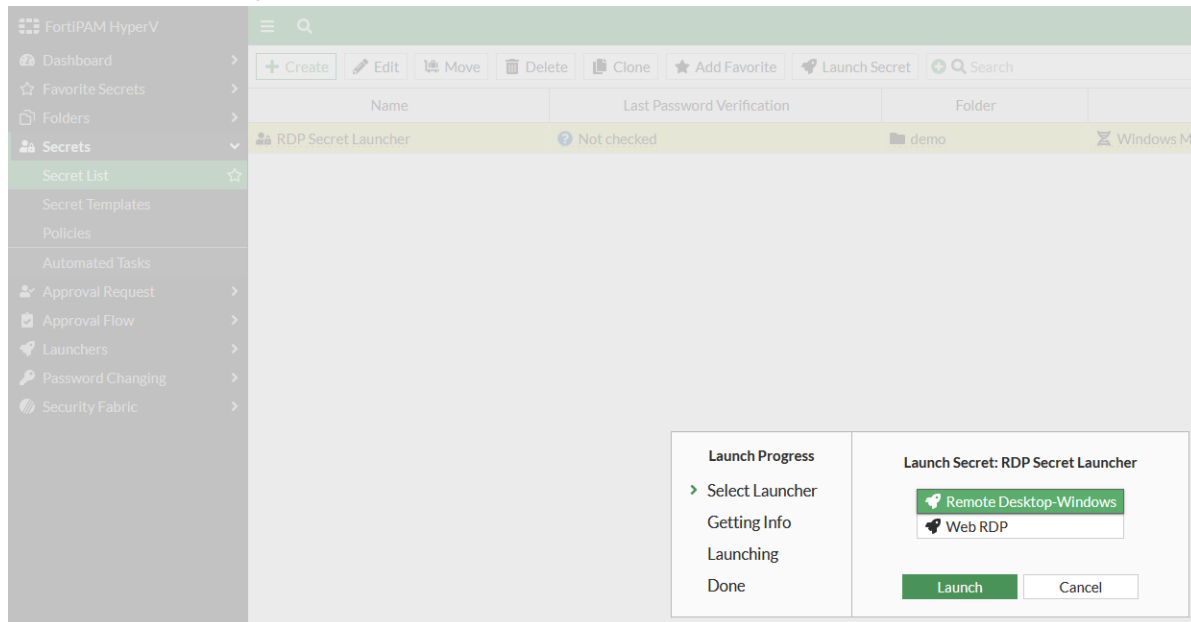 FortiPAM HyperV
Dashboard
Favorite Secrets
Folders
Secrets
Secret List
Secret Templates
Policies
Automated Tasks
Approval Request
Approval Flow
Launchers
Password Changing
Security Fabric
Create Edit Move Delete Clone Add Favorite Launch Secret Search
Name Last Password Verification Folder
RDP Secret Launcher Not checked demo Windows M
Launch Progress
Select Launcher
Getting Info
Launching
Done
Launch Secret: RDP Secret Launcher
Remote Desktop-Windows
Web RDP
Launch Cancel